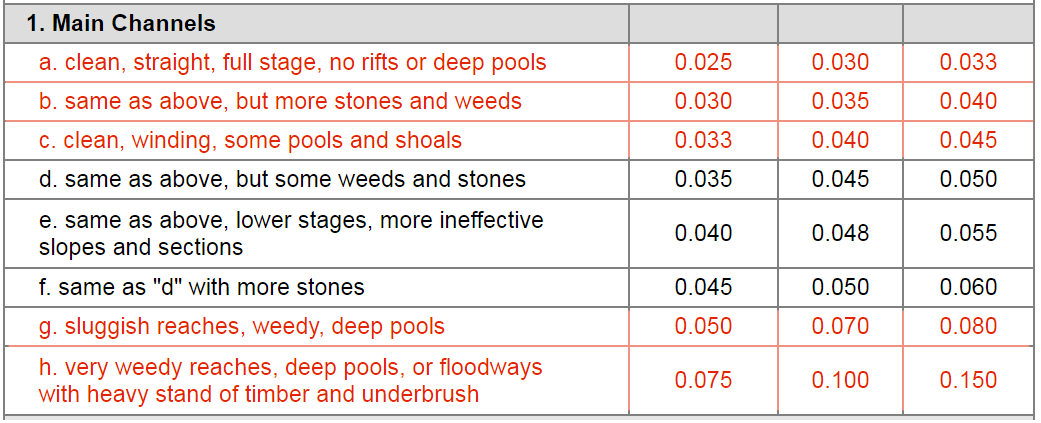 1. Main Channels
a. clean, straight, full stage, no rifts or deep pools 0.025 0.030 0.033
b. same as above, but more stones and weeds 0.030 0.035 0.040
c. clean, winding, some pools and shoals 0.033 0.040 0.045
d. same as above, but some weeds and stones 0.035 0.045 0.050
e. same as above, lower stages, more ineffective
slopes and sections 0.040 0.048 0.055
f. same as "d" with more stones 0.045 0.050 0.060
g. sluggish reaches, weedy, deep pools 0.050 0.070 0.080
h. very weedy reaches, deep pools, or floodways
with heavy stand of timber and underbrush 0.075 0.100 0.150